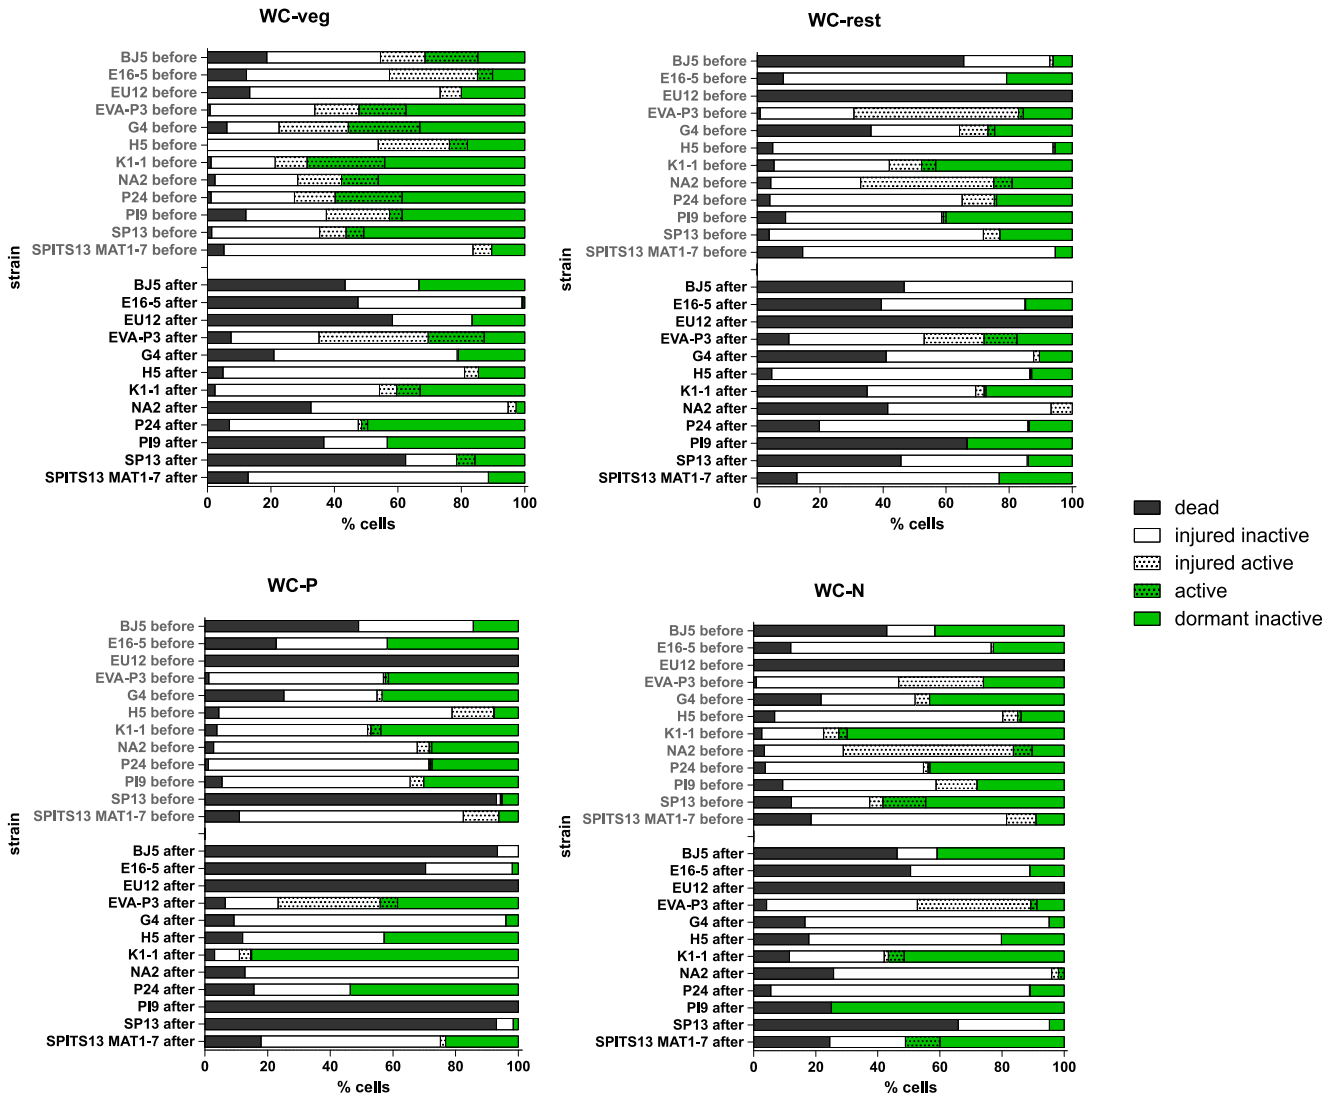 WC-veg
BJ5 before
E16-5 before
EU12 before
EVA-P3 before
G4 before
H5 before
K1-1 before
NA2 before
P24 before
PI9 before
SP13 before
SPITS13 MAT1-7 before
strain
BJ5 after
E16-5 after
EU12 after
EVA-P3 after
G4 after
H5 after
K1-1 after
NA2 after
P24 after
PI9 after
SP13 after
SPITS13 MAT1-7 after
0 20 40 60 80 100
% cells
WC-rest
BJ5 before
E16-5 before
EU12 before
EVA-P3 before
G4 before
H5 before
K1-1 before
NA2 before
P24 before
PI9 before
SP13 before
SPITS13 MAT1-7 before
strain
BJ5 after
E16-5 after
EU12 after
EVA-P3 after
G4 after
H5 after
K1-1 after
NA2 after
P24 after
PI9 after
SP13 after
SPITS13 MAT1-7 after
0 20 40 60 80 100
% cells
dead
injured inactive
injured active
active
dormant inactive
WC-P
BJ5 before
E16-5 before
EU12 before
EVA-P3 before
G4 before
H5 before
K1-1 before
NA2 before
P24 before
PI9 before
SP13 before
SPITS13 MAT1-7 before
strain
BJ5 after
E16-5 after
EU12 after
EVA-P3 after
G4 after
H5 after
K1-1 after
NA2 after
P24 after
PI9 after
SP13 after
SPITS13 MAT1-7 after
0 20 40 60 80 100
% cells
WC-N
BJ5 before
E16-5 before
EU12 before
EVA-P3 before
G4 before
H5 before
K1-1 before
NA2 before
P24 before
PI9 before
SP13 before
SPITS13 MAT1-7 before
strain
BJ5 after
E16-5 after
EU12 after
EVA-P3 after
G4 after
H5 after
K1-1 after
NA2 after
P24 after
PI9 after
SP13 after
SPITS13 MAT1-7 after
0 20 40 60 80 100
% cells